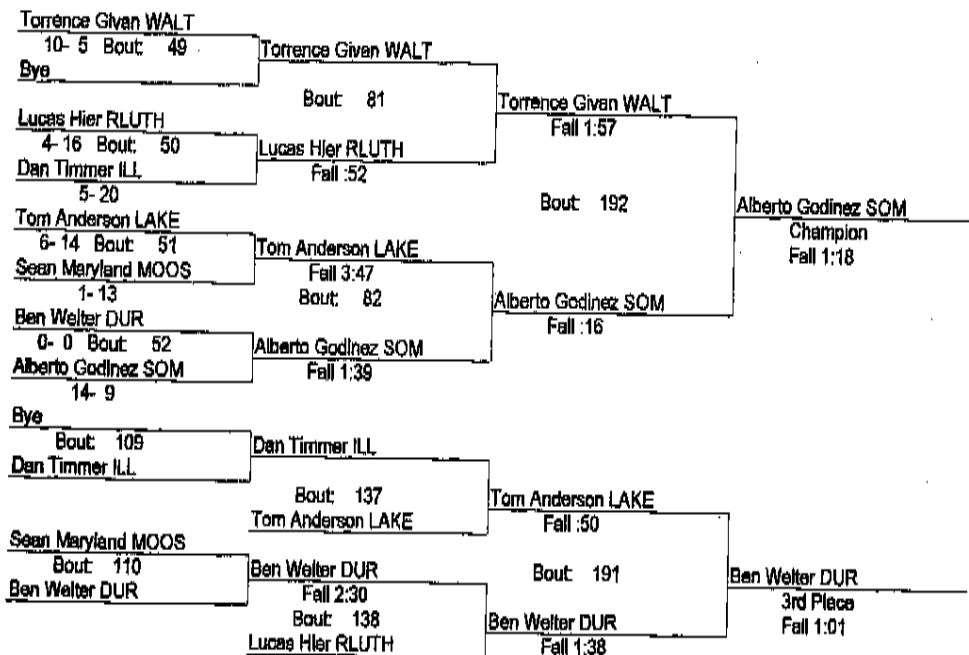 Torrence Givan WALT
10- 5 Bout: 49
Bye
Torrence Givan WALT
Bout: 81
Lucas Hier RLUTH
4- 16 Bout: 50
Dan Timmer ILL
5- 20
Lucas Hier RLUTH
Fall :52
Torrence Givan WALT
Fall 1:57
Bout: 192
Tom Anderson LAKE
6- 14 Bout: 51
Sean Maryland MOOS
1- 13
Tom Anderson LAKE
Fall 3:47
Bout: 82
Ben Welter DUR
0- 0 Bout: 52
Alberto Godinez SOM
14- 9
Alberto Godinez SOM
Fall 1:39
Alberto Godinez SOM
Fall :16
Alberto Godinez SOM
Champion
Fall 1:18
Bye
Bout: 109
Dan Timmer ILL
Dan Timmer ILL
Bout: 137
Tom Anderson LAKE
Tom Anderson LAKE
Fall :50
Bout: 191
Sean Maryland MOOS
Bout: 110
Ben Welter DUR
Ben Welter DUR
Fall 2:30
Bout: 138
Lucas Hier RLUTH
Ben Welter DUR
Fall 1:38
Ben Welter DUR
3rd Place
Fall 1:01